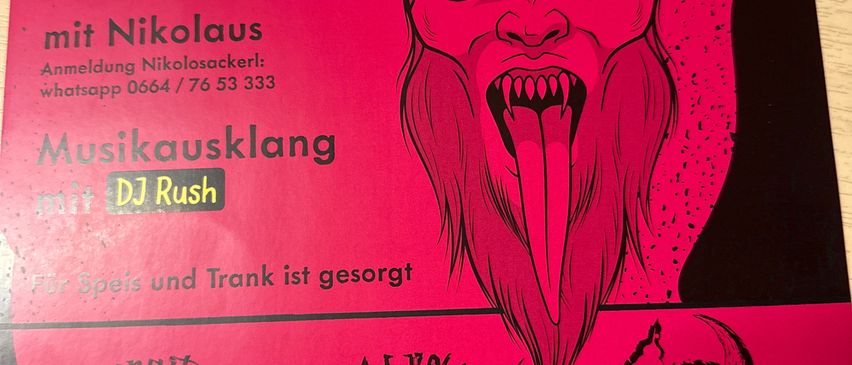 mit Nikolaus
Anmeldung Nikolosackerl:
whatsapp 0664 / 76 53 333
Musikausklang
mit DJ Rush
Für Speis und Trank ist gesorgt